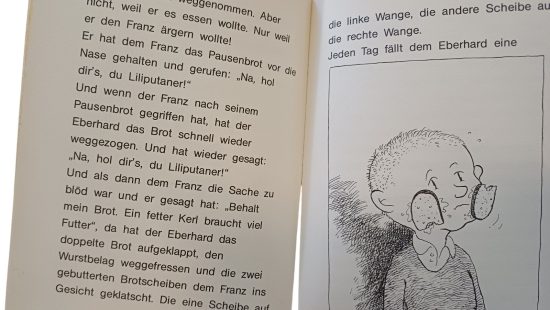 weggenommen. Aber
nicht, weil er es essen wollte. Nur weil
er den Franz ärgern wollte!
Er hat dem Franz das Pausenbrot vor die
Nase gehalten und gerufen: „Na, hol
dir's, du Liliputaner!“
Und wenn der Franz nach seinem
Pausenbrot gegriffen hat, hat der
Eberhard das Brot schnell wieder
weggezogen. Und hat wieder gesagt:
„Na, hol dir's, du Liliputaner!“
Und als dann dem Franz die Sache zu
blöd war und er gesagt hat: „Behalt
mein Brot. Ein fetter Kerl braucht viel
Futter“, da hat der Eberhard das
doppelte Brot aufgeklappt, den
Wurstbelag weggefressen und die zwei
gebutterten Brotscheiben dem Franz ins
Gesicht geklatscht. Die eine Scheibe auf
die linke Wange, die andere Scheibe au
die rechte Wange.
Jeden Tag fällt dem Eberhard eine